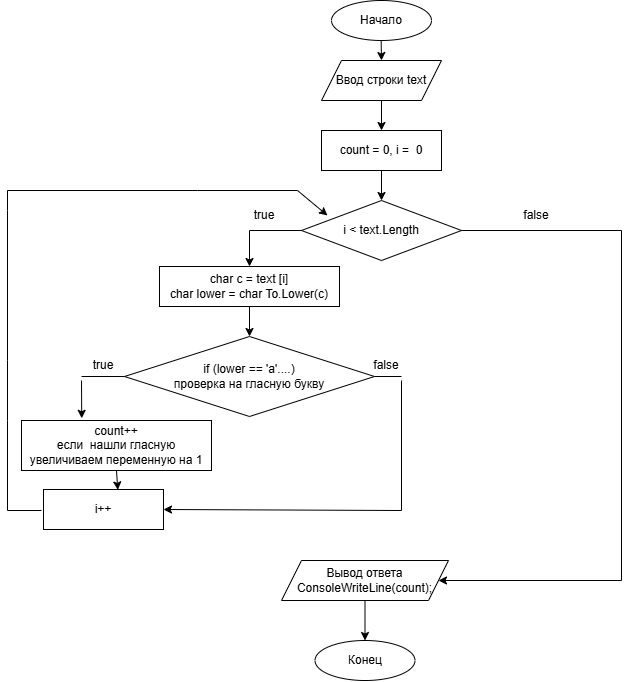 Начало
Ввод строки text
count = 0, i = 0
true
false
i < text.Length
char c = text [i]
char lower = char To.Lower(c)
true
false
if (lower == 'a'....)
проверка на гласную букву
count++
если нашли гласную
увеличиваем переменную на 1
i++
Вывод ответа
ConsoleWriteLine(count);
Конец